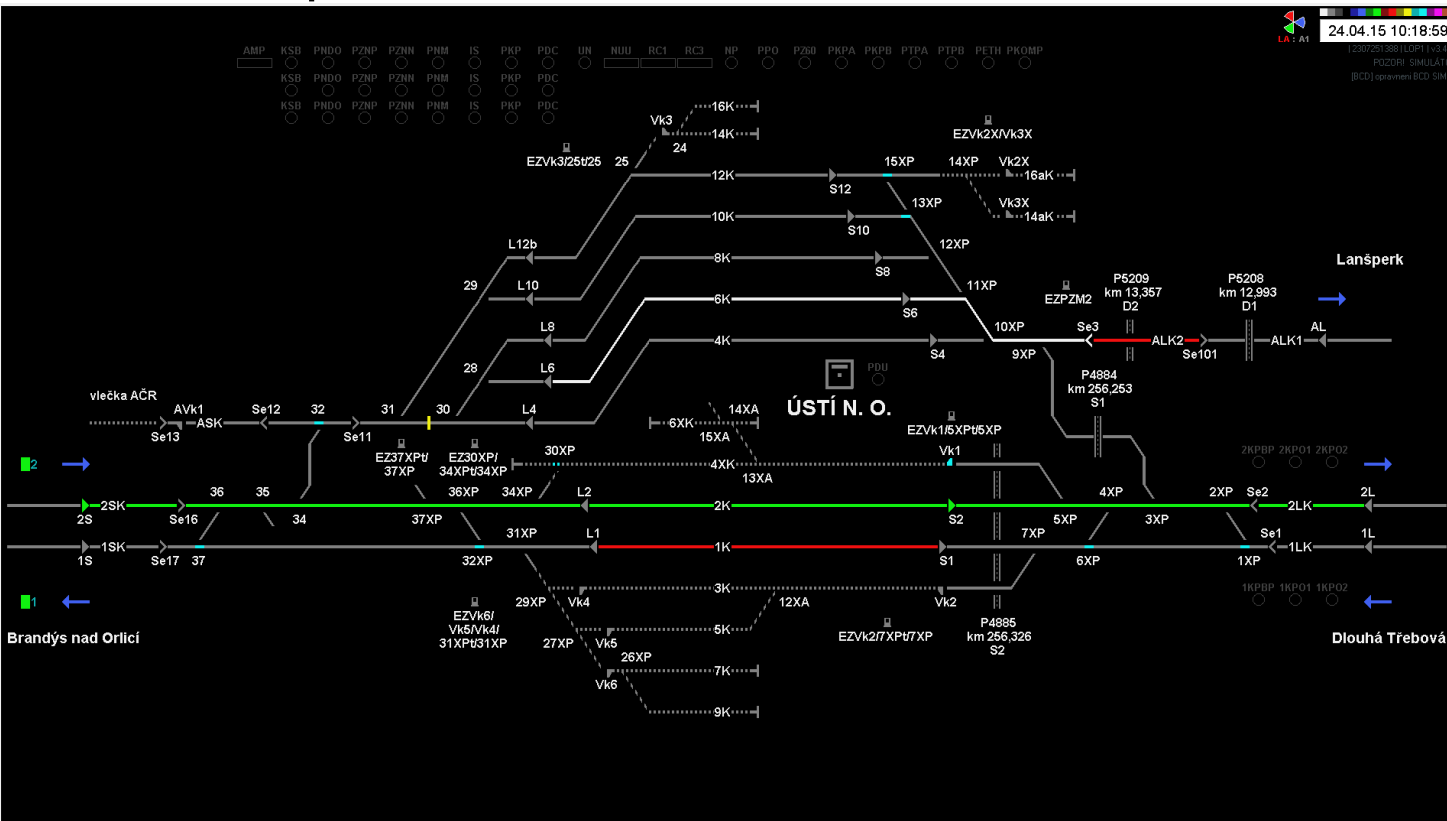 24.04.15 10:18:59
LA : A1
| 2307251388 | LOP1 | v3.4
POZOR! SIMULÁTI
[BCD] opravneni BCD SIM
AMP KSB PNDO PZNP PZNN PNM IS PKP PDC UN NUU RC1 RC3 NP PPO PZ60 PKPA PKPB PTPA PTPB PETH PKOMP
KSB PNDO PZNP PZNN PNM IS PKP PDC
KSB PNDO PZNP PZNN PNM IS PKP PDC
16K
Vk3
14K
24
EZVk2X/Vk3X
EZVk3/25t/25
25
15XP
14XP
Vk2X
12K
16aK
S12
13XP
Vk3X
10K
14aK
S10
L12b
12XP
8K
S8
Lanšperk
29
L10
11XP
P5209
km 13,357
D2
P5208
km 12,993
D1
EZPZM2
6K
S6
L8
10XP
Se3
AL
4K
ALK2
ALK1
S4
9XP
Se101
28
L6
PDU
P4884
km 256,253
S1
vlečka AČR
ÚSTÍ N. O.
AVk1
Se12
32
31
30
L4
14XA
ASK
6XK
Se13
Se11
15XA
EZVk1/5XPt/5XP
EZ37XPt/
37XP
EZ30XP/
34XPt/34XP
30XP
Vk1
2KPBP 2KPO1 2KPO2
2
4XK
13XA
36
35
36XP
34XP
L2
4XP
2XP
Se2
2L
2SK
2K
2LK
2S
Se16
34
37XP
S2
5XP
3XP
31XP
L1
7XP
Se1
1L
1SK
1K
1LK
1S
Se17
37
32XP
S1
6XP
1XP
3K
1KPBP 1KPO1 1KPO2
1
29XP
Vk4
12XA
Vk2
EZVk6/
Vk5/Vk4/
31XPt/31XP
5K
EZVk2/7XPt/7XP
P4885
km 256,326
S2
Brandýs nad Orlicí
Dlouhá Třebová
27XP
Vk5
26XP
7K
Vk6
9K